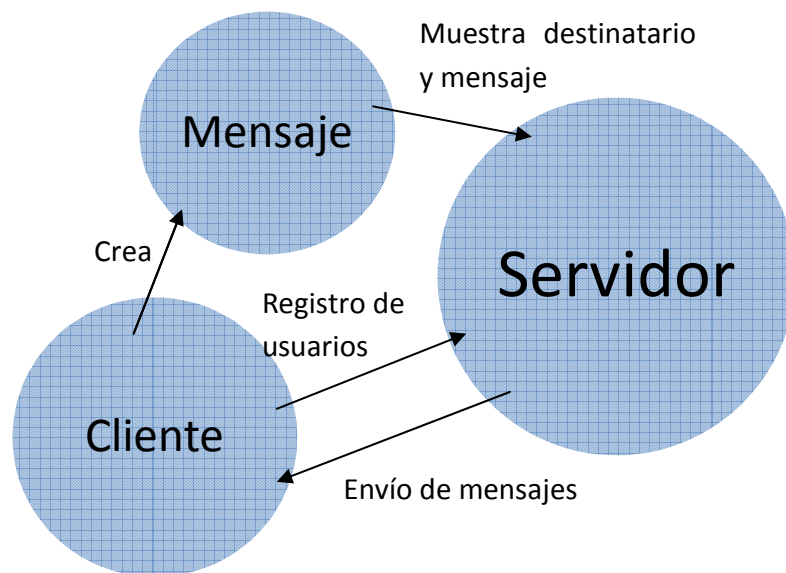 Muestra destinatario
y mensaje
Mensaje
Servidor
Crea
Registro de
usuarios
Cliente
Envío de mensajes